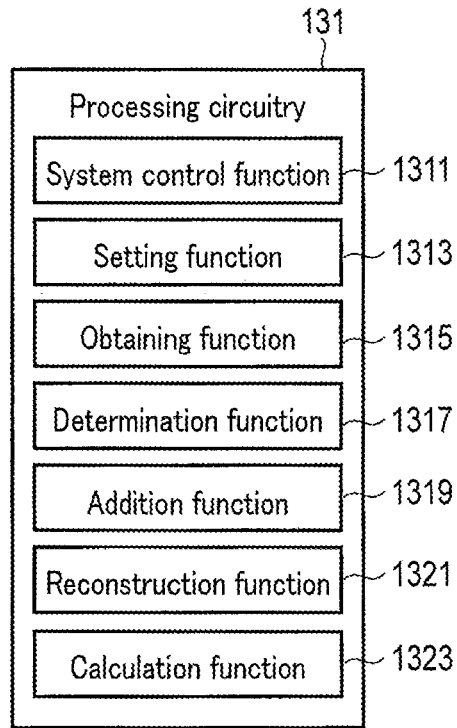 131
Processing circuitry
System control function 1311
Setting function 1313
Obtaining function 1315
Determination function 1317
Addition function 1319
Reconstruction function 1321
Calculation function 1323